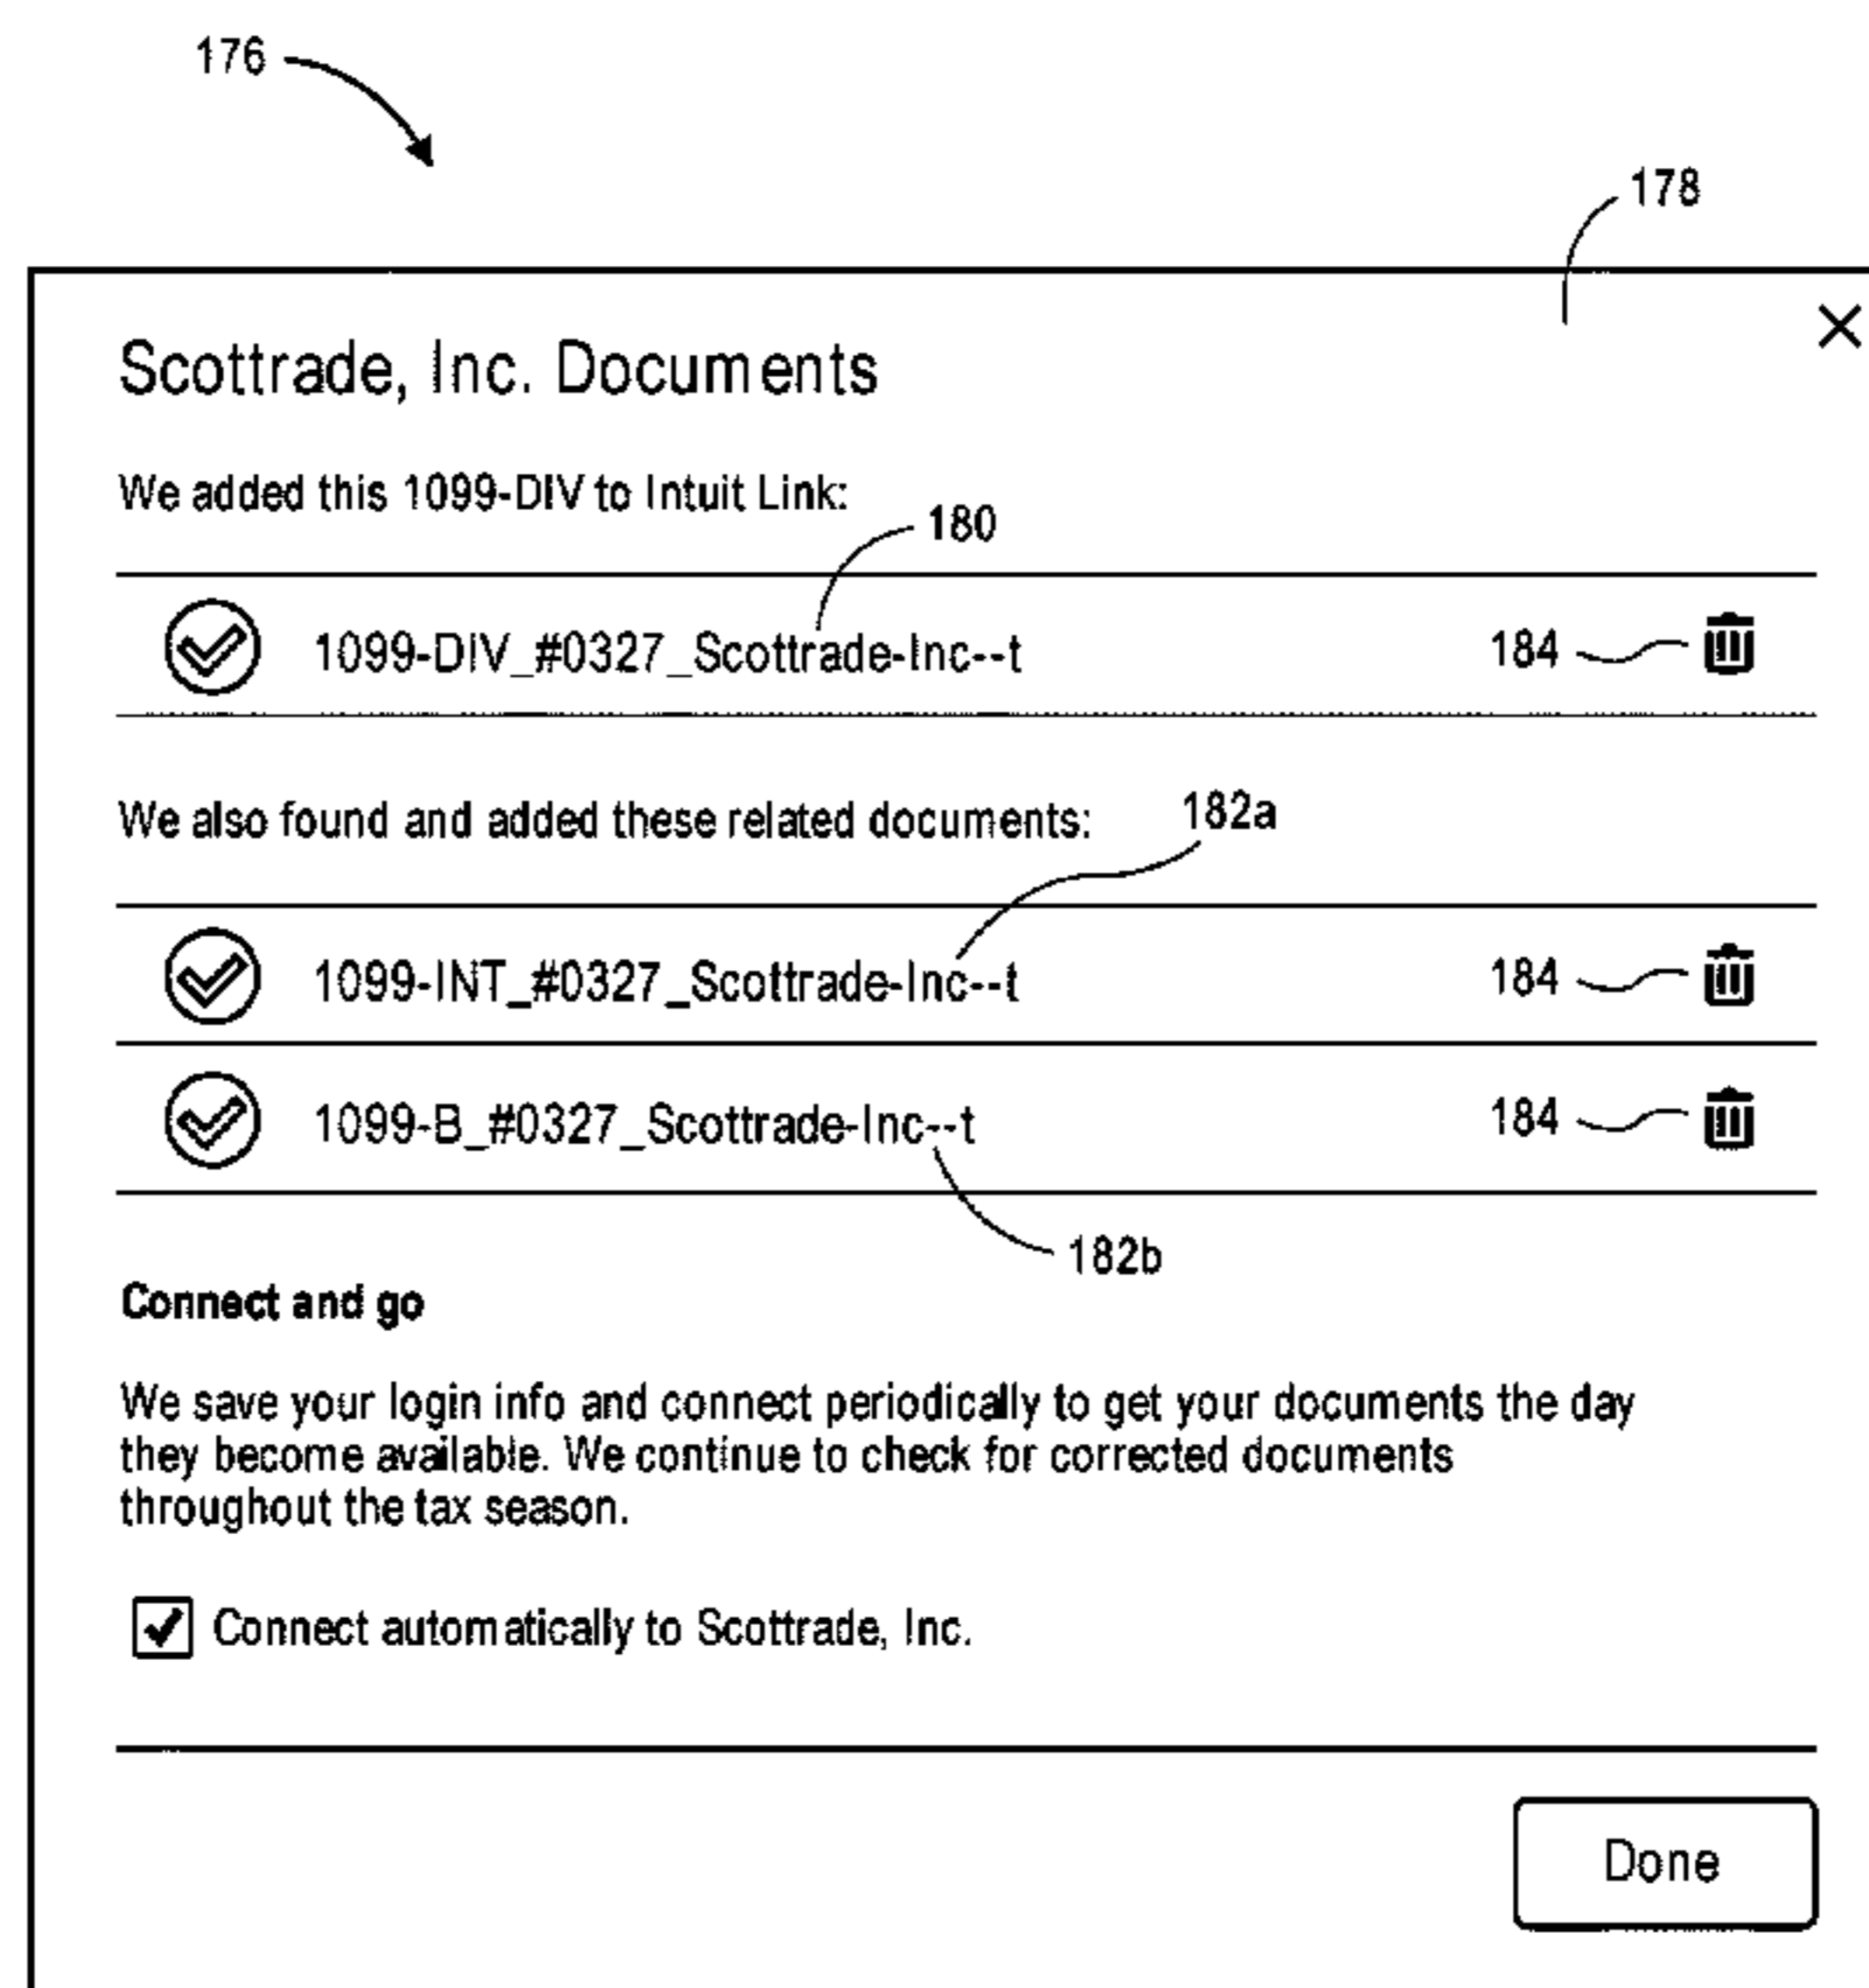 176
178
Scottrade, Inc. Documents
We added this 1099-DIV to Intuit Link:
180
1099-DIV_#0327_Scottrade-Inc--t
184
We also found and added these related documents:
182a
1099-INT_#0327_Scottrade-Inc--t
184
1099-B_#0327_Scottrade-Inc--t
184
182b
Connect and go
We save your login info and connect periodically to get your documents the day
they become available. We continue to check for corrected documents
throughout the tax season.
Connect automatically to Scottrade, Inc.
Done